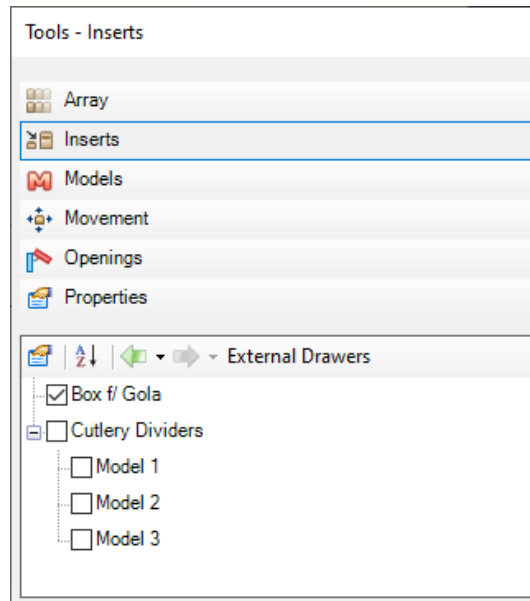 Tools - Inserts
Array
Inserts
Models
Movement
Openings
Properties
External Drawers
Box f/ Gola
Cutlery Dividers
Model 1
Model 2
Model 3